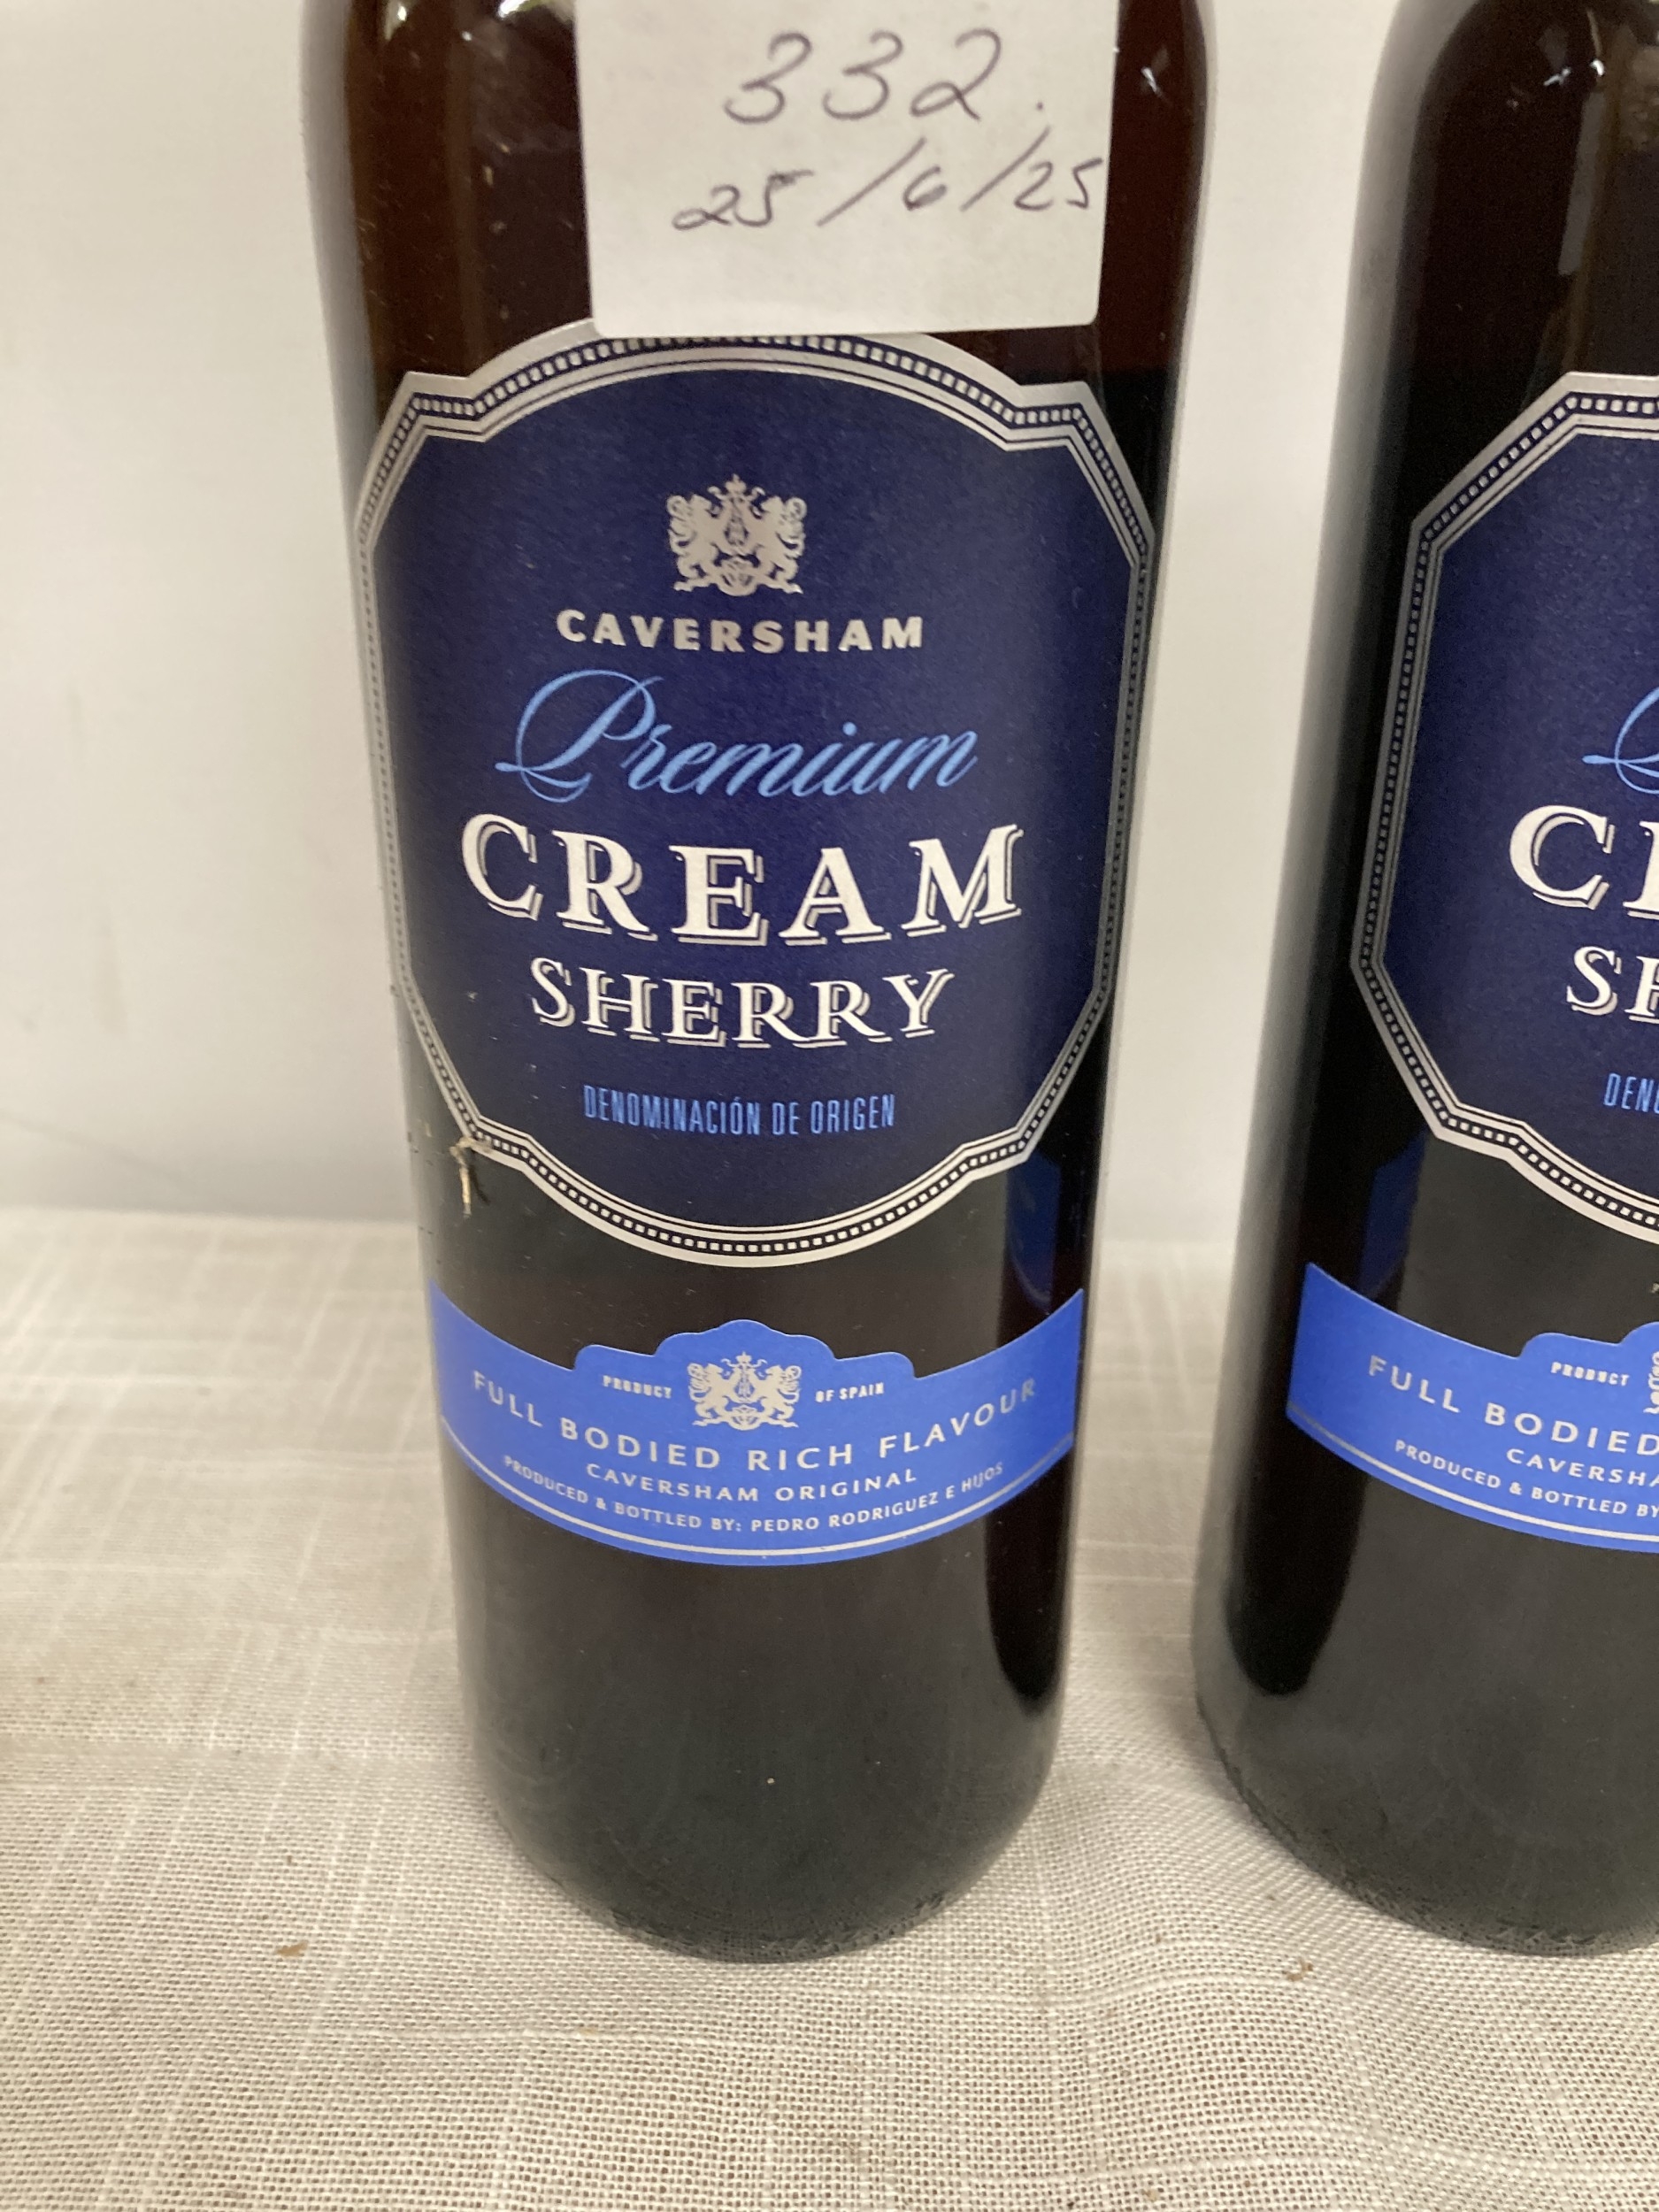 332.
25/6/25
CAVERSHAM
Premium
CREAM
SHERRY
DENOMINACIÓN DE ORIGEN
PRODUCT OF SPAIN
FULL BODIED RICH FLAVOUR
CAVERSHAM ORIGINAL
PRODUCED & BOTTLED BY: PEDRO RODRIGUEZ E HIJOS
PRODUCT
FULL BODIED
PRODUCED & BOTTLED BY